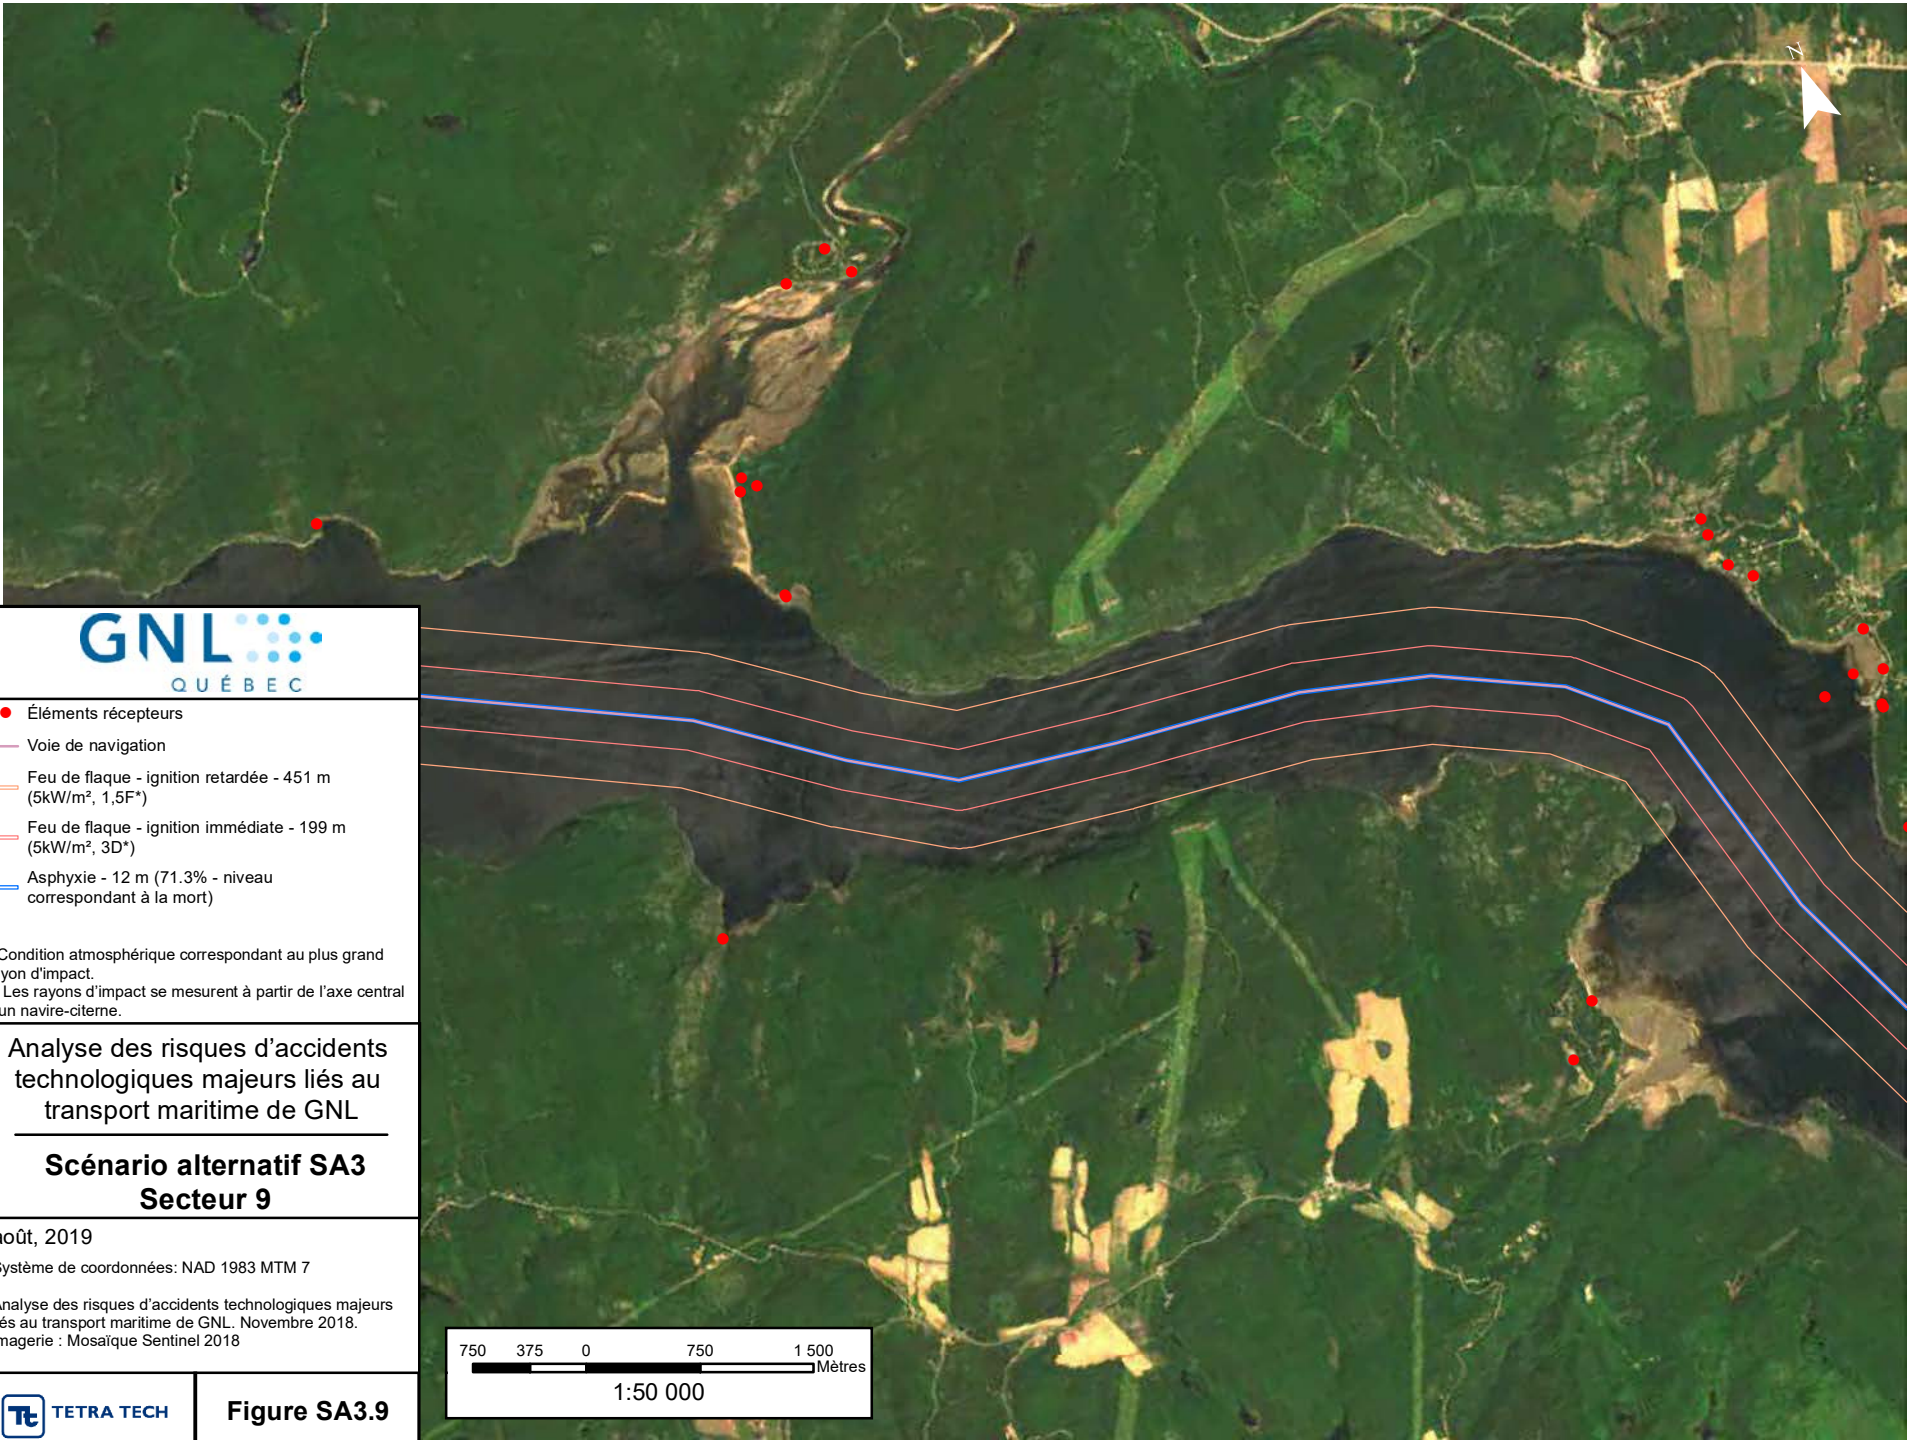 N
GNL
QUÉBEC
Éléments récepteurs
Voie de navigation
Feu de flaque - ignition retardée - 451 m
(5kW/m², 1,5F*)
Feu de flaque - ignition immédiate - 199 m
(5kW/m², 3D*)
Asphyxie - 12 m (71.3% - niveau
correspondant à la mort)
Condition atmosphérique correspondant au plus grand
yon d'impact.
Les rayons d’impact se mesurent à partir de l’axe central
un navire-citerne.
Analyse des risques d’accidents
technologiques majeurs liés au
transport maritime de GNL
Scénario alternatif SA3
Secteur 9
août, 2019
Système de coordonnées: NAD 1983 MTM 7
Analyse des risques d’accidents technologiques majeurs
és au transport maritime de GNL. Novembre 2018.
magerie : Mosaïque Sentinel 2018
750 375 0 750 1 500
Mètres
1:50 000
Tt TETRA TECH
Figure SA3.9